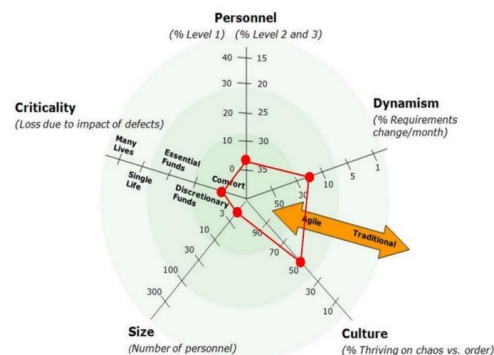 Personnel
(% Level 1) (% Level 2 and 3)
40 15
30 20
20 25
10 30
0 35
Criticality
(Loss due to impact of defects)
Many
Lives
Single
Life
Essential
Funds
Discretionary
Funds
Comfort
Dynamism
(% Requirements
change/month)
1
5
10
30
50
Agile
Traditional
90
70
50
30
10
Culture
(% Thriving on chaos vs. order)
3
10
30
100
300
Size
(Number of personnel)